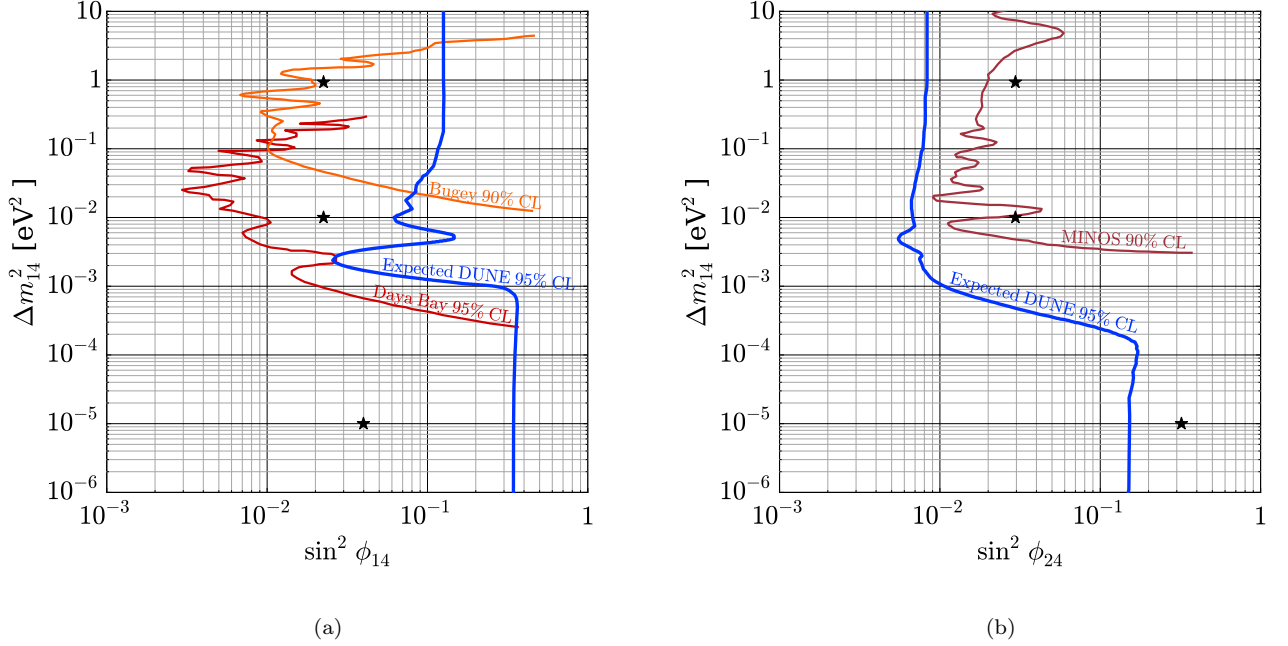 10
1
10⁻¹
10⁻²
10⁻³
10⁻⁴
10⁻⁵
10⁻⁶
Δm²₁₄ [eV²]
Bugey 90% CL
Expected DUNE 95% CL
Daya Bay 95% CL
10⁻³ 10⁻² 10⁻¹ 1
sin² ϕ₁₄
(a)
10
1
10⁻¹
10⁻²
10⁻³
10⁻⁴
10⁻⁵
10⁻⁶
Δm²₁₄ [eV²]
MINOS 90% CL
Expected DUNE 95% CL
10⁻³ 10⁻² 10⁻¹ 1
sin² ϕ₂₄
(b)